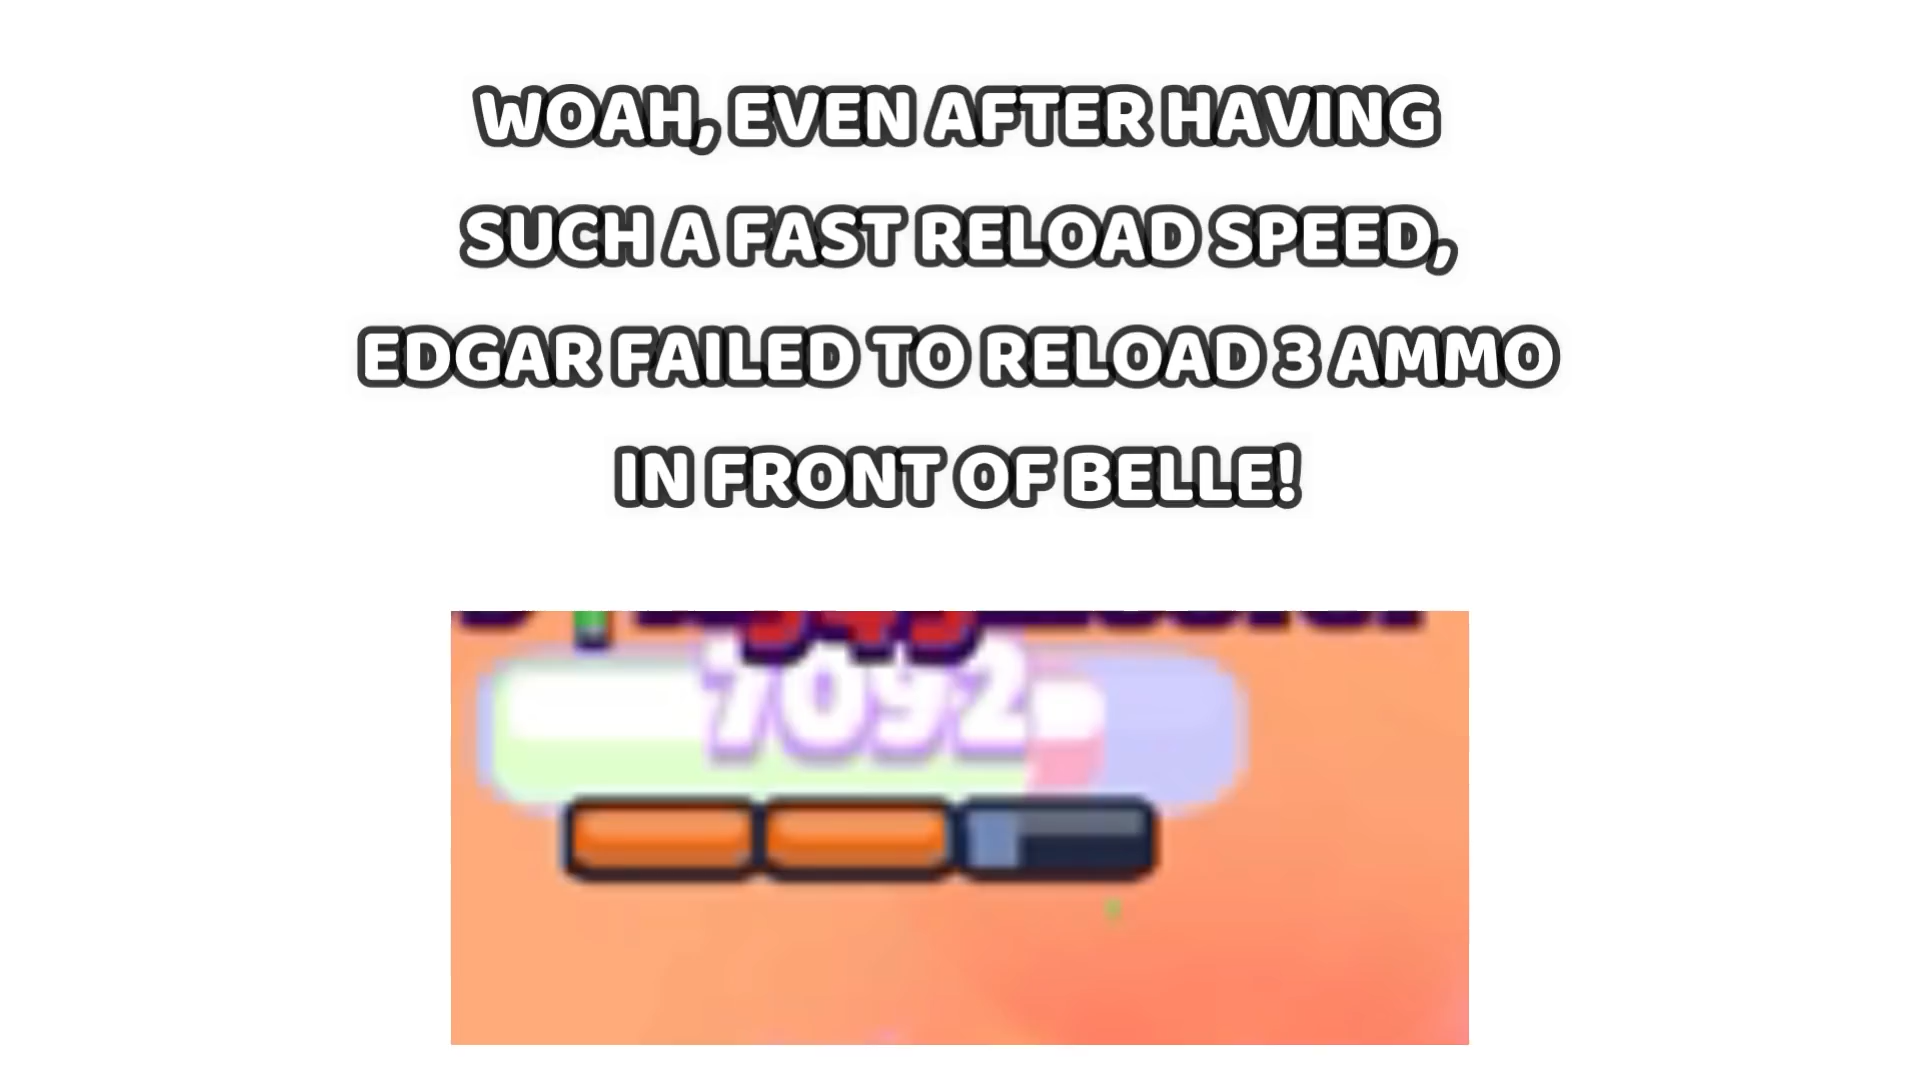 WOAH, EVEN AFTER HAVING
SUCH A FAST RELOAD SPEED,
EDGAR FAILED TO RELOAD 3 AMMO
IN FRONT OF BELLE!
7092